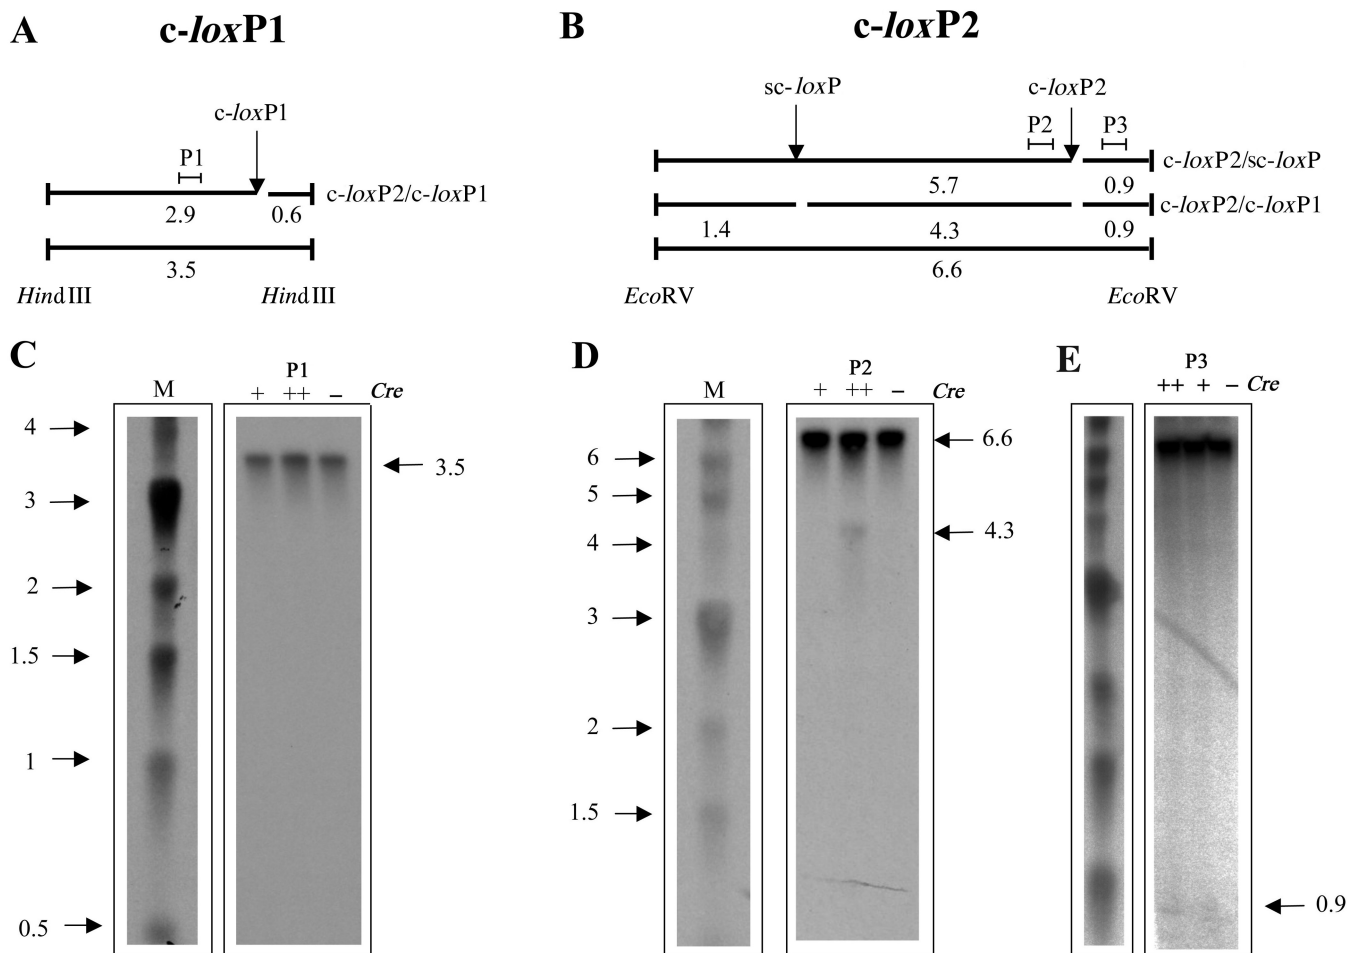 A
c-loxP1
c-loxP1
P1
c-loxP2/c-loxP1
2.9
0.6
3.5
HindIII
HindIII
B
c-loxP2
sc-loxP
c-loxP2
P2
P3
c-loxP2/sc-loxP
5.7
0.9
c-loxP2/c-loxP1
1.4
4.3
0.9
6.6
EcoRV
EcoRV
C
M
P1
+ ++ – Cre
4
3
2
1.5
1
0.5
3.5
D
M
P2
+ ++ – Cre
6
5
4
3
2
1.5
6.6
4.3
E
P3
++ + – Cre
0.9